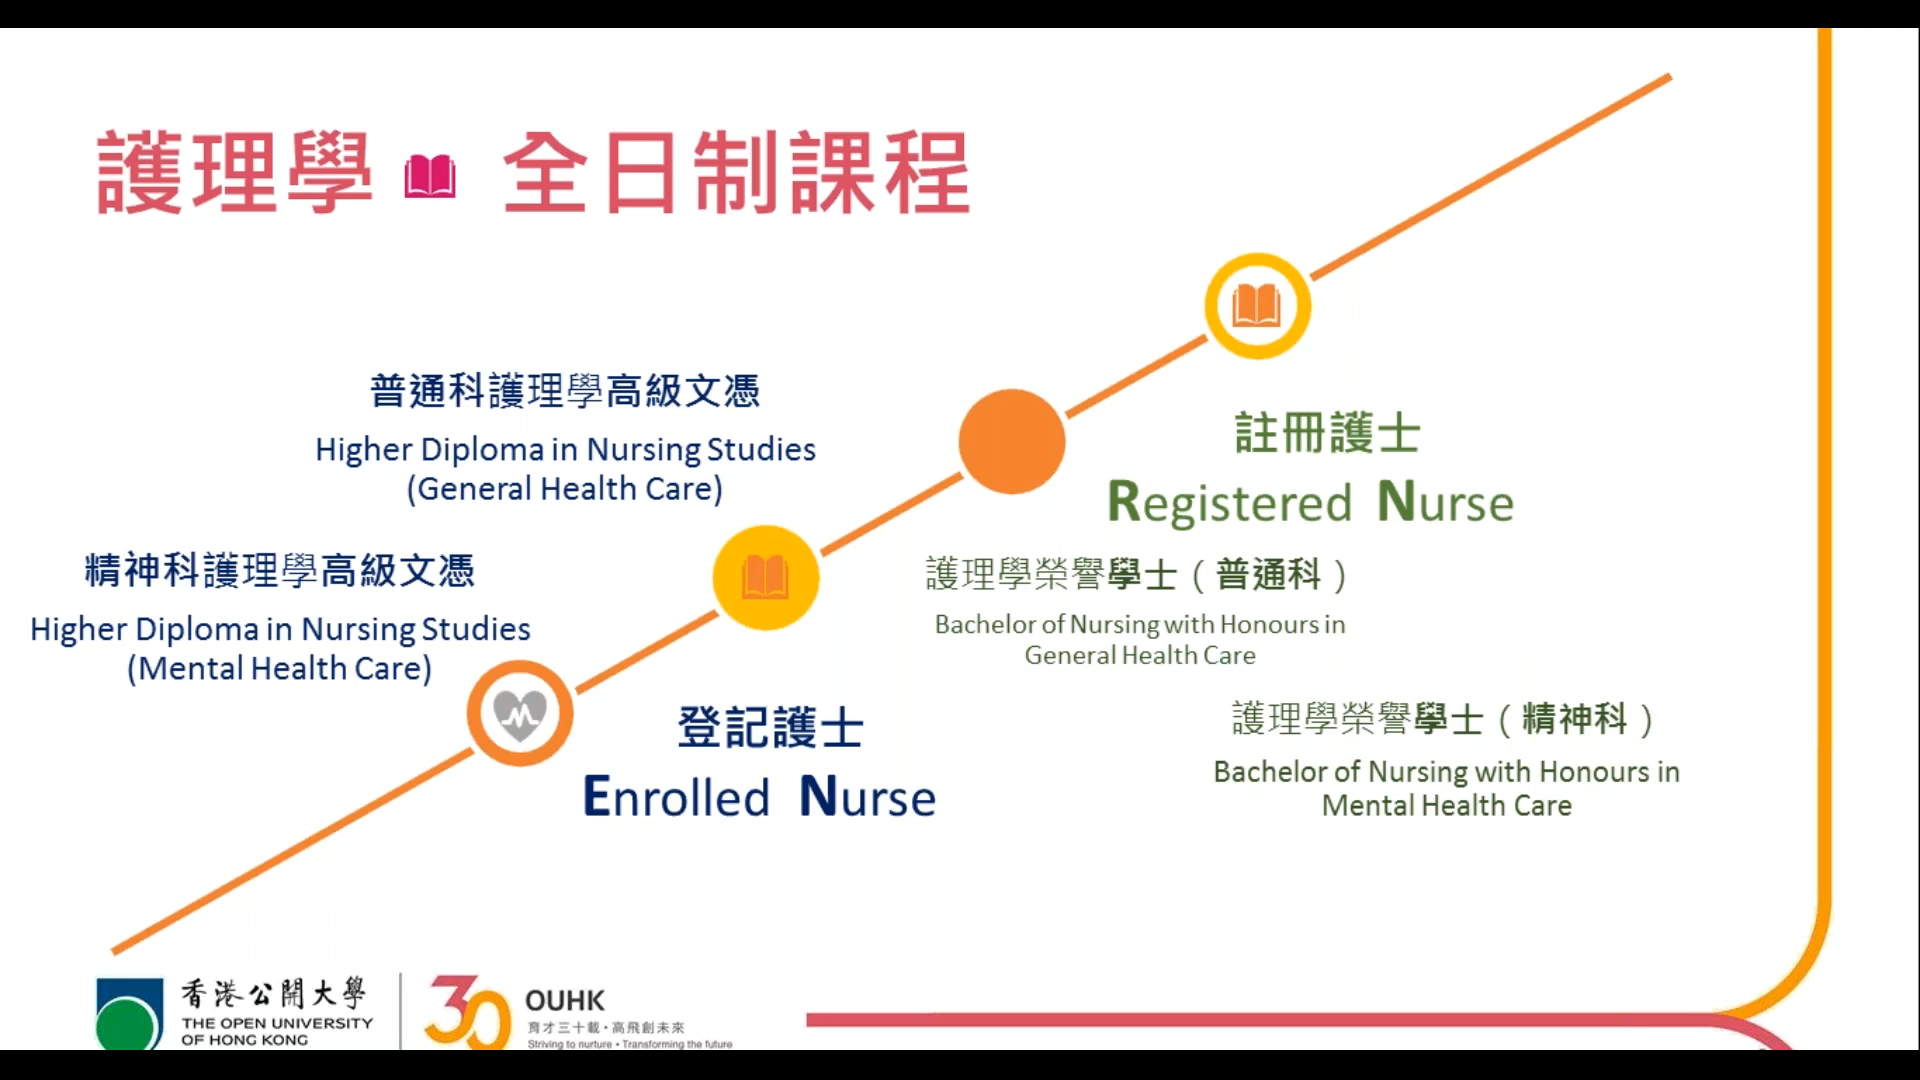 護理學 全日制課程
普通科護理學高級文憑
Higher Diploma in Nursing Studies
(General Health Care)
精神科護理學高級文憑
Higher Diploma in Nursing Studies
(Mental Health Care)
登記護士
Enrolled Nurse
註冊護士
Registered Nurse
護理學榮譽學士（普通科）
Bachelor of Nursing with Honours in
General Health Care
護理學榮譽學士（精神科）
Bachelor of Nursing with Honours in
Mental Health Care
香港公開大學
THE OPEN UNIVERSITY
OF HONG KONG
30
OUHK
育才三十載・高飛創未來
Striving to nurture • Transforming the future